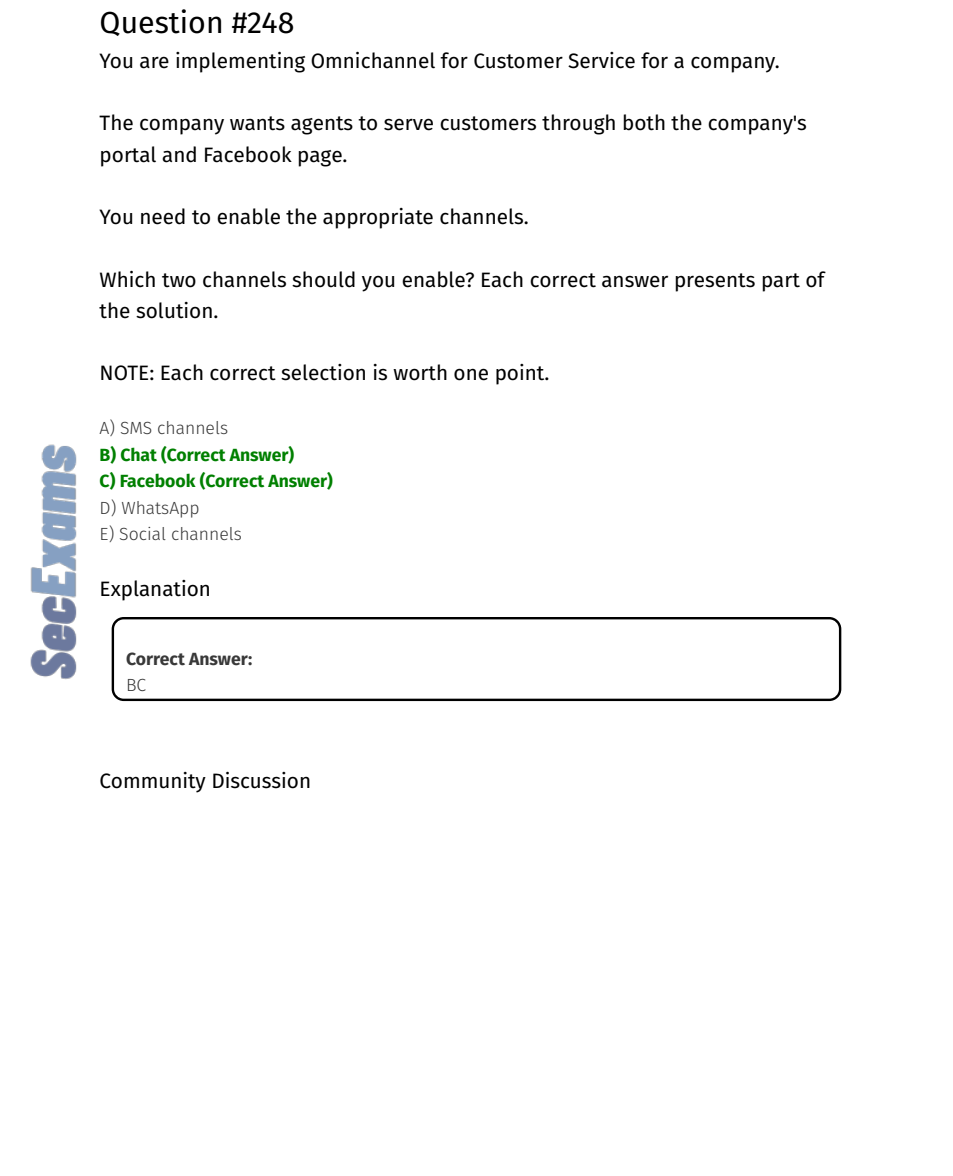 Question #248
You are implementing Omnichannel for Customer Service for a company.
The company wants agents to serve customers through both the company's
portal and Facebook page.
You need to enable the appropriate channels.
Which two channels should you enable? Each correct answer presents part of
the solution.
NOTE: Each correct selection is worth one point.
A) SMS channels
B) Chat (Correct Answer)
C) Facebook (Correct Answer)
D) WhatsApp
E) Social channels
SecExams
Explanation
Correct Answer:
BC
Community Discussion